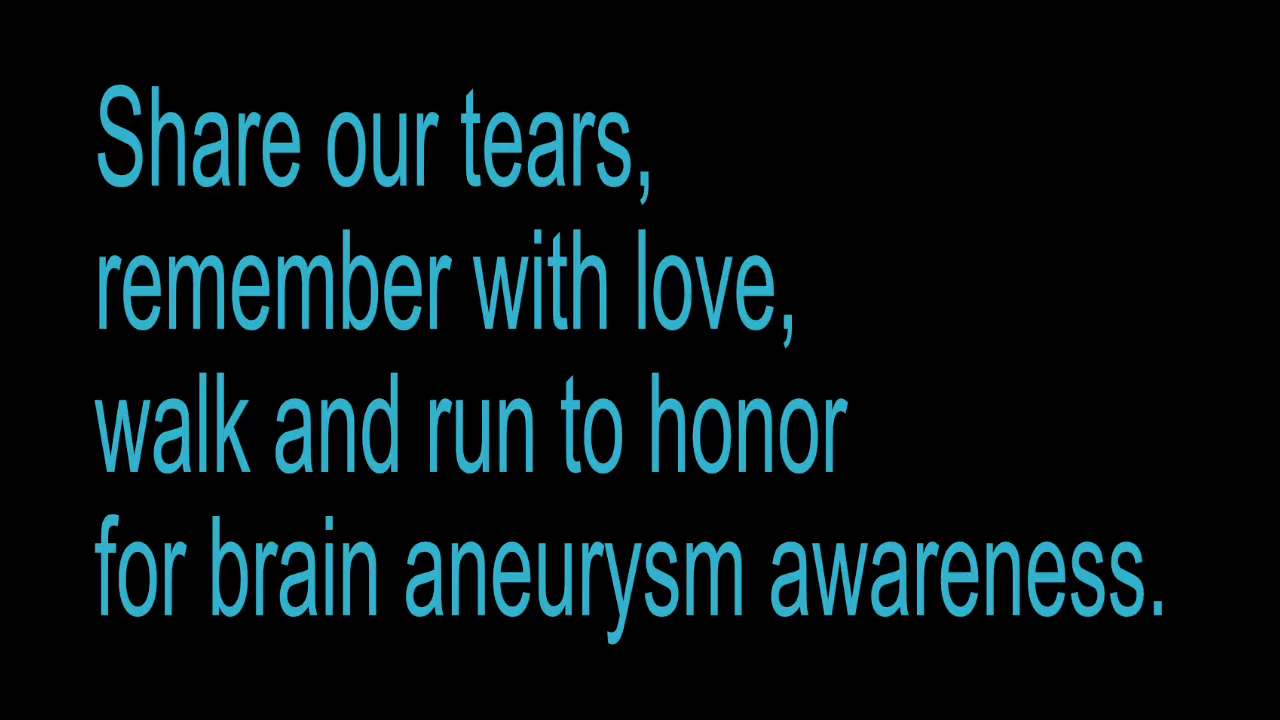 Share our tears,
remember with love,
walk and run to honor
for brain aneurysm awareness.